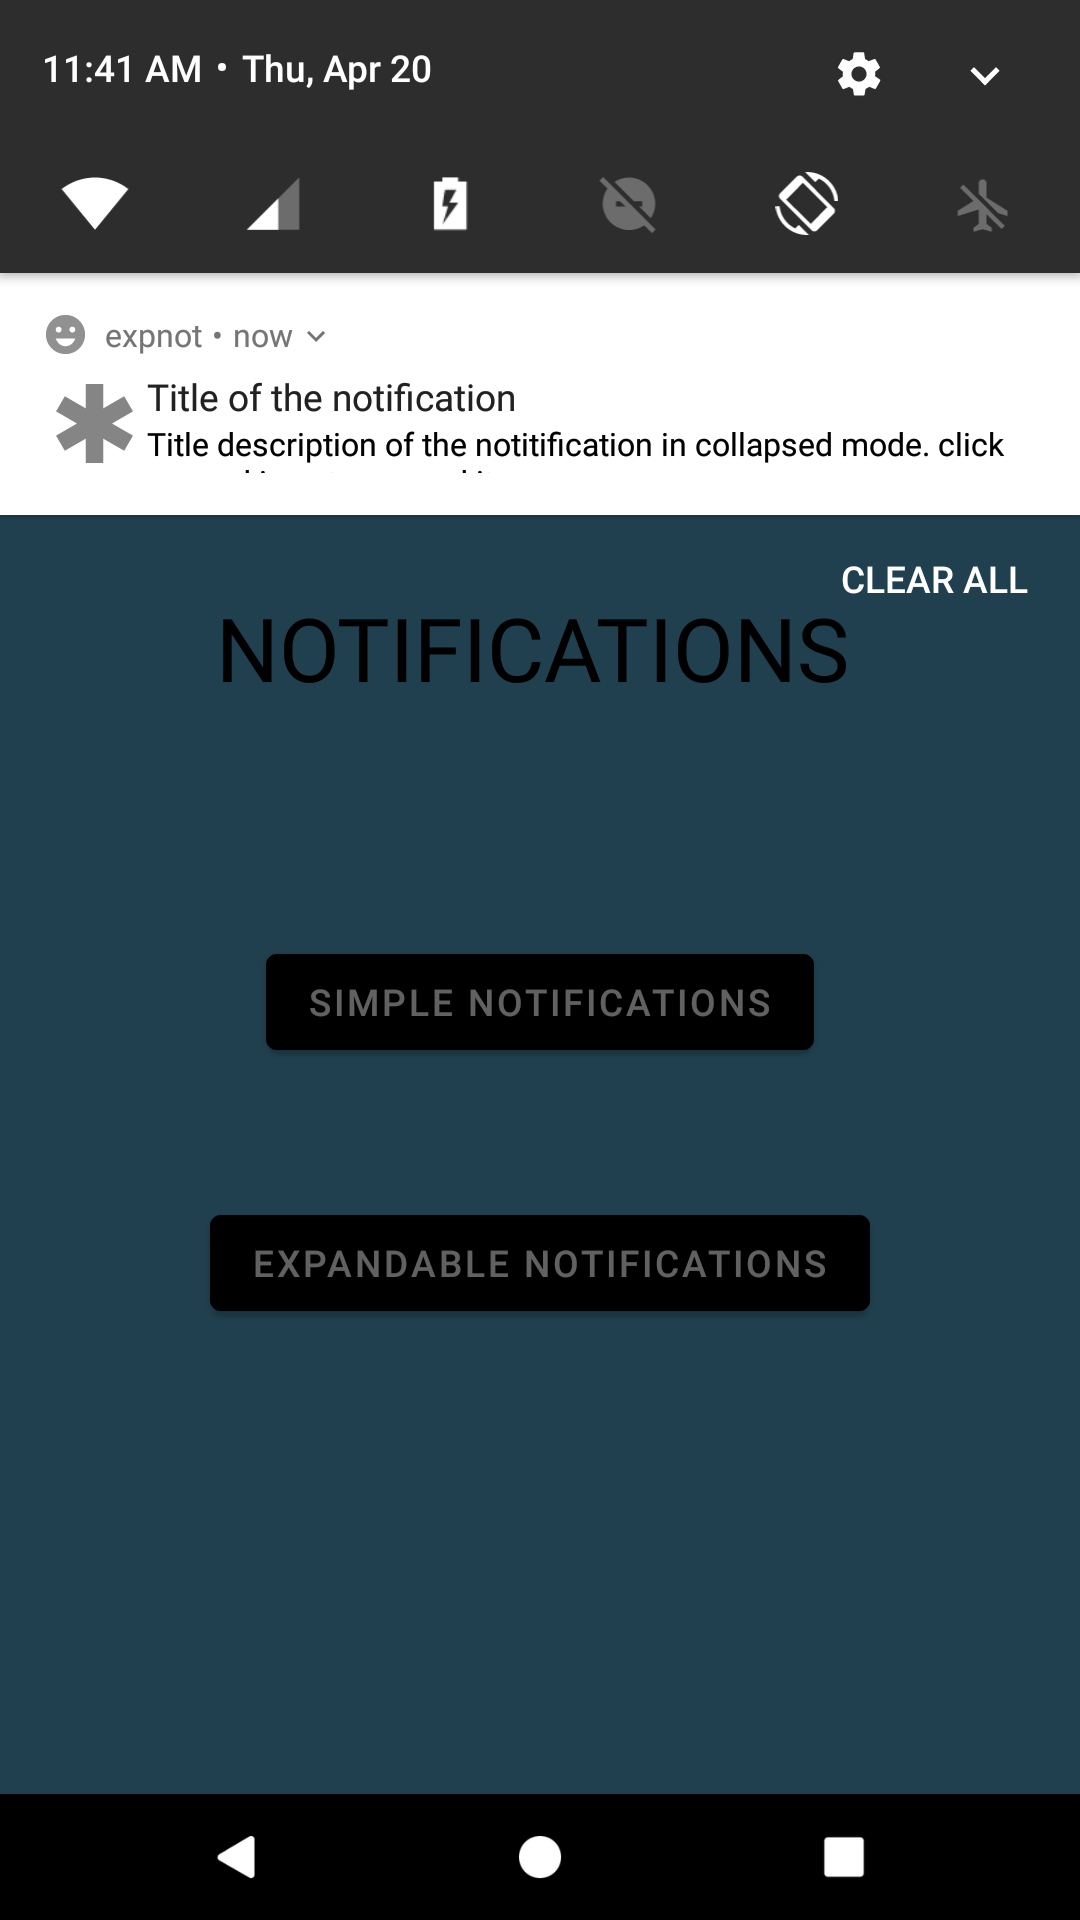 11:41 AM • Thu, Apr 20
expnot • now
Title of the notification
Title description of the notitification in collapsed mode. click
CLEAR ALL
NOTIFICATIONS
SIMPLE NOTIFICATIONS
EXPANDABLE NOTIFICATIONS